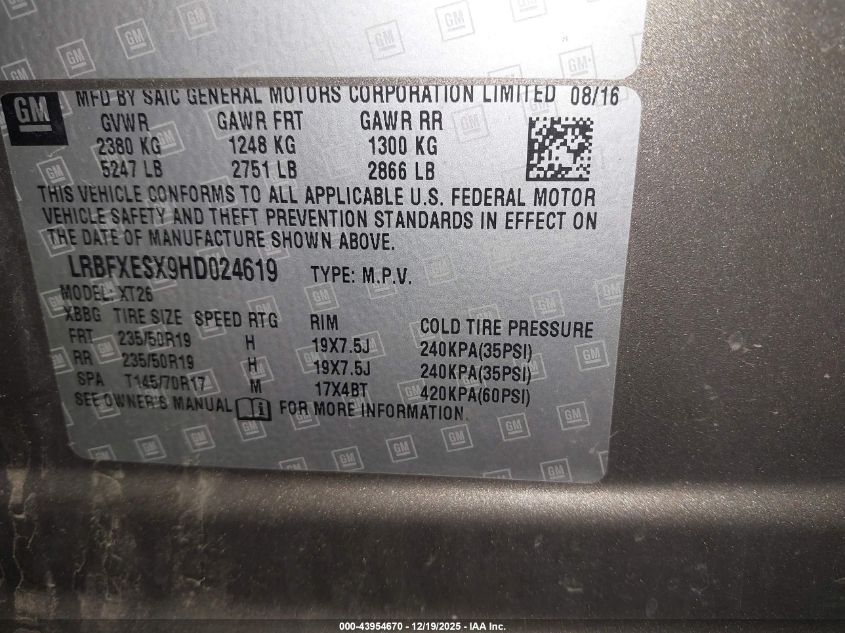 GM
MFD BY SAIC GENERAL MOTORS CORPORATION LIMITED 08/16
GVWR GAWR FRT GAWR RR
2380 KG 1248 KG 1300 KG
5247 LB 2751 LB 2866 LB
THIS VEHICLE CONFORMS TO ALL APPLICABLE U.S. FEDERAL MOTOR
VEHICLE SAFETY AND THEFT PREVENTION STANDARDS IN EFFECT ON
THE DATE OF MANUFACTURE SHOWN ABOVE.
LRBFXESX9HD024619 TYPE: M.P.V.
MODEL: XT26
XBBG TIRE SIZE SPEED RTG RIM COLD TIRE PRESSURE
FRT 235/50R19 H 19X7.5J 240KPA(35PSI)
RR 235/50R19 H 19X7.5J 240KPA(35PSI)
SPA T145/70R17 M 17X4BT 420KPA(60PSI)
SEE OWNER'S MANUAL FOR MORE INFORMATION.
000-43954670 - 12/19/2025 - IAA Inc.